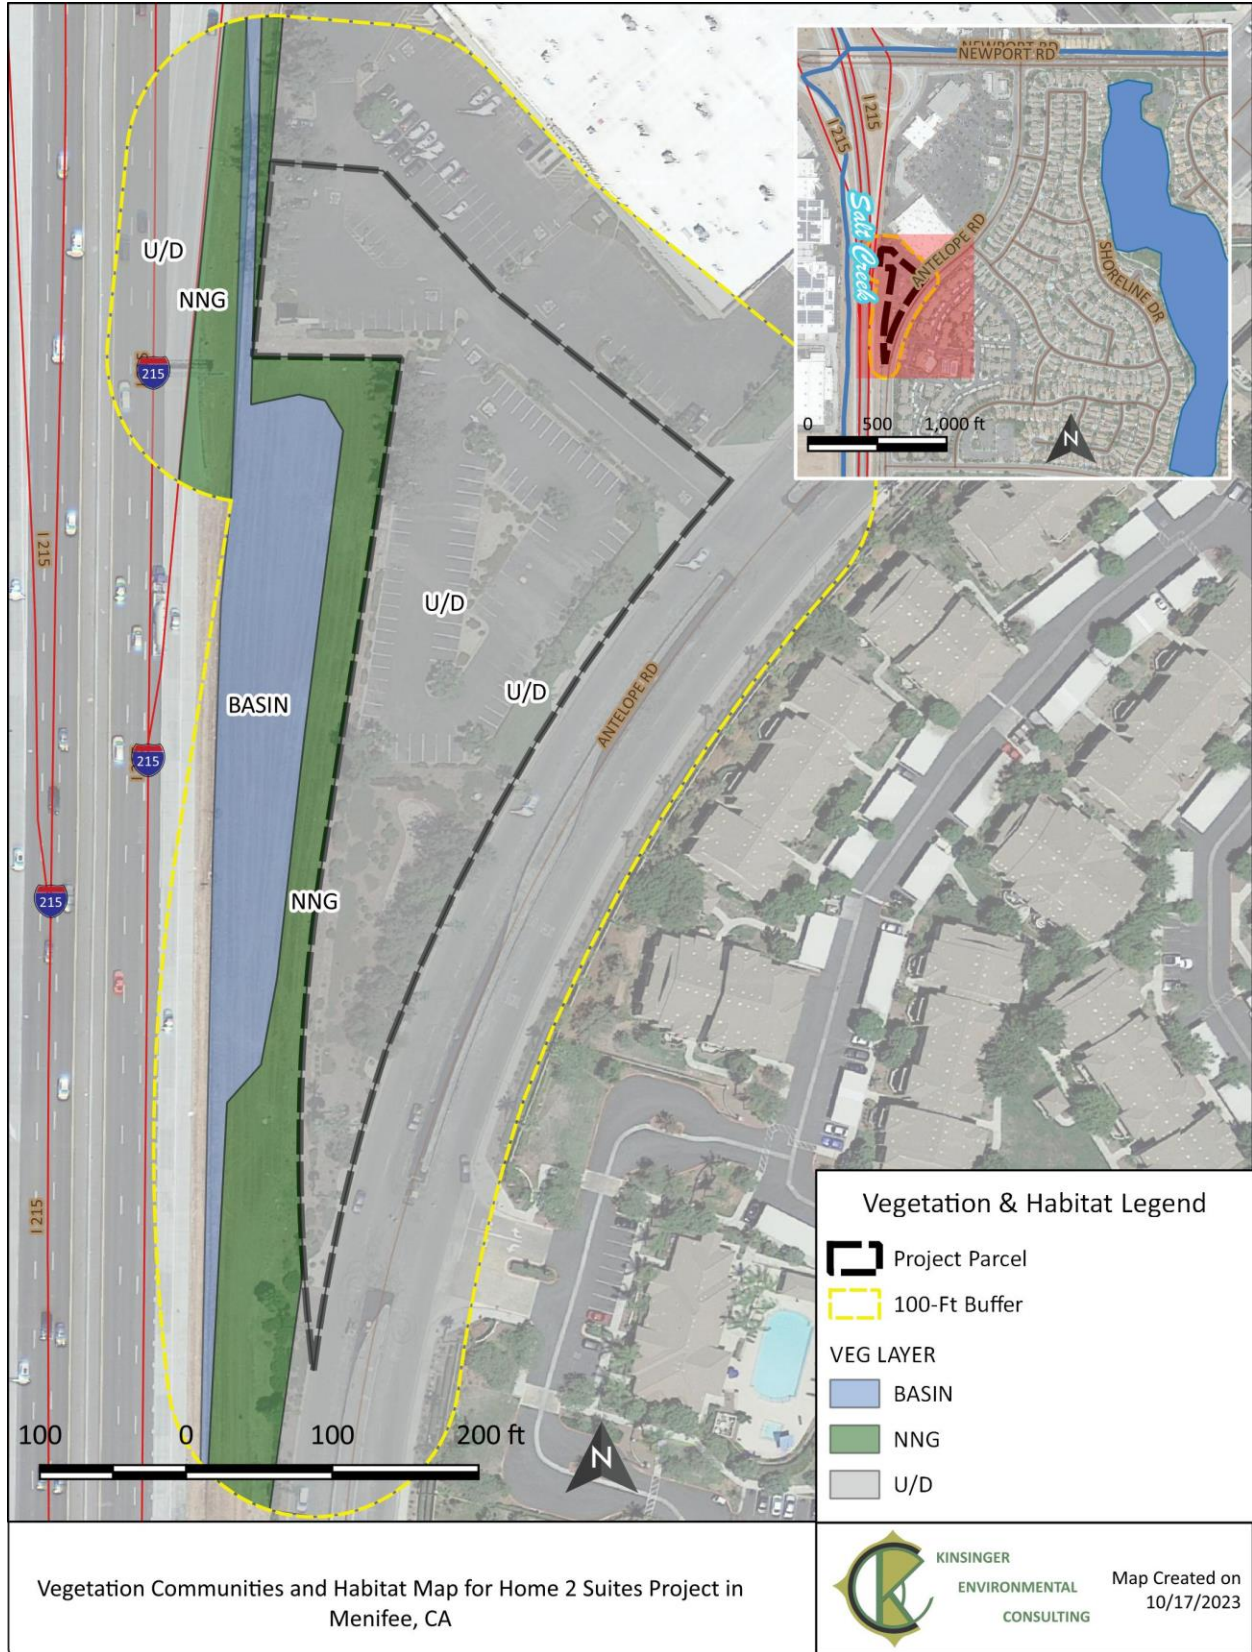 NEWPORT RD
NEWPORT RD
I 215
I 215
Salt Creek
ANTELOPE RD
SHORELINE DR
0 500 1,000 ft
N
U/D
NNG
215
I 215
U/D
U/D
BASIN
ANTELOPE RD
215
NNG
215
I 215
100 0 100 200 ft
N
Vegetation & Habitat Legend
Project Parcel
100-Ft Buffer
VEG LAYER
BASIN
NNG
U/D
Vegetation Communities and Habitat Map for Home 2 Suites Project in
Menifee, CA
KINSINGER
ENVIRONMENTAL
CONSULTING
Map Created on
10/17/2023